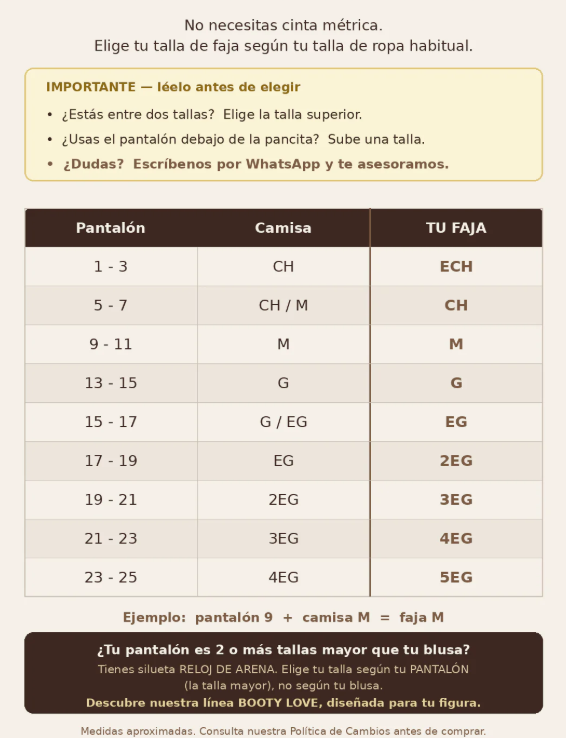 No necesitas cinta métrica.
Elige tu talla de faja según tu talla de ropa habitual.
IMPORTANTE — léelo antes de elegir
• ¿Estás entre dos tallas? Elige la talla superior.
• ¿Usas el pantalón debajo de la pancita? Sube una talla.
• ¿Dudas? Escríbenos por WhatsApp y te asesoramos.
Pantalón Camisa TU FAJA
1 - 3 CH ECH
5 - 7 CH / M CH
9 - 11 M M
13 - 15 G G
15 - 17 G / EG EG
17 - 19 EG 2EG
19 - 21 2EG 3EG
21 - 23 3EG 4EG
23 - 25 4EG 5EG
Ejemplo: pantalón 9 + camisa M = faja M
¿Tu pantalón es 2 o más tallas mayor que tu blusa?
Tienes silueta RELOJ DE ARENA. Elige tu talla según tu PANTALÓN
(la talla mayor), no según tu blusa.
Descubre nuestra línea BOOTY LOVE, diseñada para tu figura.
Medidas aproximadas. Consulta nuestra Política de Cambios antes de comprar.